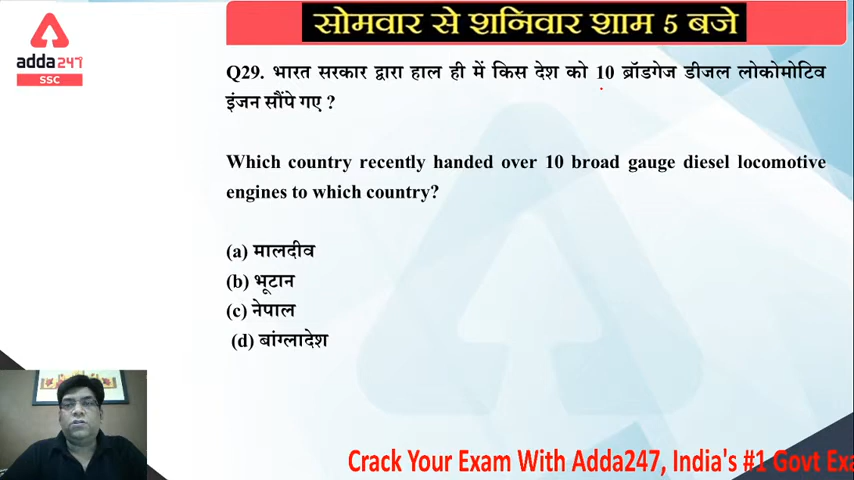 सोमवार से शनिवार शाम 5 बजे
adda247
SSC
Q29. भारत सरकार द्वारा हाल ही में किस देश को 10 ब्रॉडगेज डीजल लोकोमोटिव
इंजन सौंपे गए ?
Which country recently handed over 10 broad gauge diesel locomotive
engines to which country?
(a) मालदीव
(b) भूटान
(c) नेपाल
(d) बांग्लादेश
Crack Your Exam With Adda247, India's #1 Govt Exa